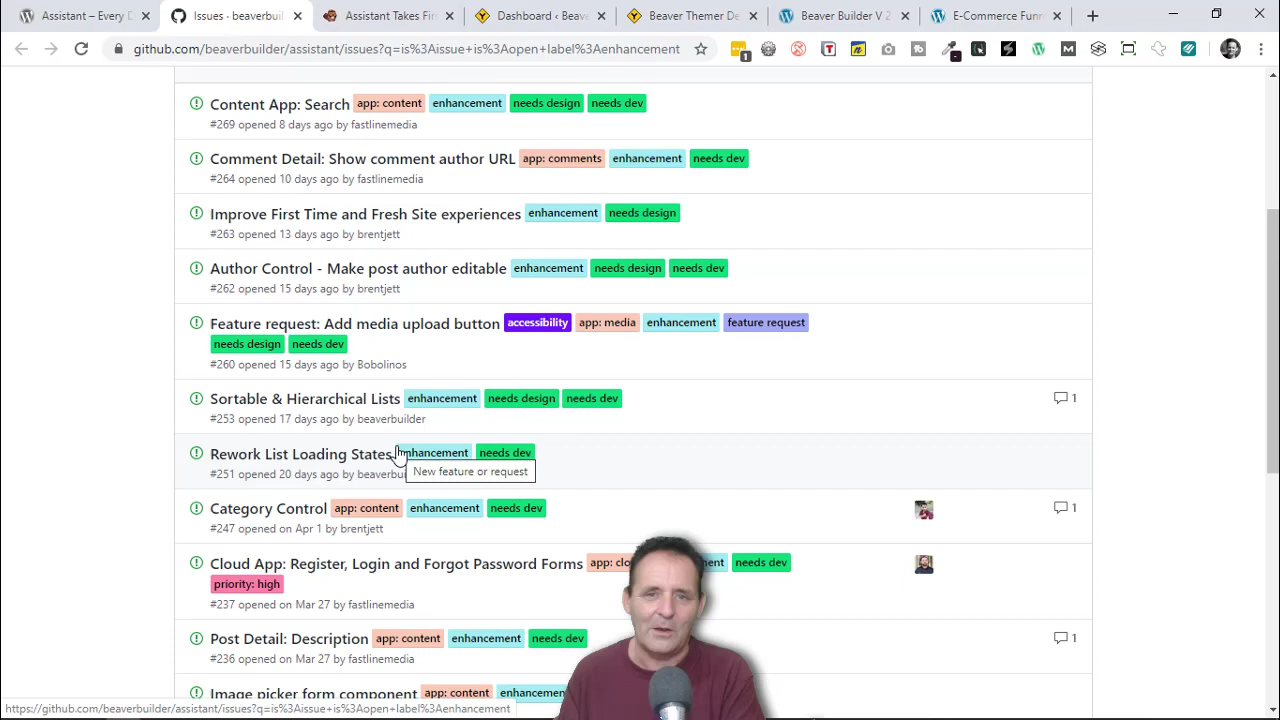 Assistant – Every D
Issues · beaverbuil
Assistant Takes Fir
Dashboard ‹ Beave
Beaver Themer De
Beaver Builder V 2
E-Commerce Funn
github.com/beaverbuilder/assistant/issues?q=is%3Aissue+is%3Aopen+label%3Aenhancement
1
Content App: Search app: content enhancement needs design needs dev
#269 opened 8 days ago by fastlinemedia
Comment Detail: Show comment author URL app: comments enhancement needs dev
#264 opened 10 days ago by fastlinemedia
Improve First Time and Fresh Site experiences enhancement needs design
#263 opened 13 days ago by brentjett
Author Control - Make post author editable enhancement needs design needs dev
#262 opened 15 days ago by brentjett
Feature request: Add media upload button accessibility app: media enhancement feature request
needs design needs dev
#260 opened 15 days ago by Bobolinos
Sortable & Hierarchical Lists enhancement needs design needs dev 1
#253 opened 17 days ago by beaverbuilder
Rework List Loading States enhancement needs dev
#251 opened 20 days ago by beaverbui
New feature or request
Category Control app: content enhancement needs dev 1
#247 opened on Apr 1 by brentjett
Cloud App: Register, Login and Forgot Password Forms app: clo ment needs dev
priority: high
#237 opened on Mar 27 by fastlinemedia
Post Detail: Description app: content enhancement needs dev 1
#236 opened on Mar 27 by fastlinemedia
Image picker form component app: content enhancemen
https://github.com/beaverbuilder/assistant/issues?q=is%3Aissue+is%3Aopen+label%3Aenhancement